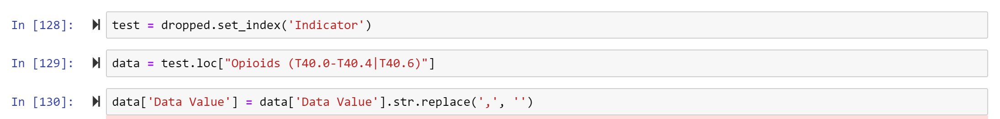 In [128]: test = dropped.set_index('Indicator')
In [129]: data = test.loc["Opioids (T40.0-T40.4|T40.6)"]
In [130]: data['Data Value'] = data['Data Value'].str.replace(',', '')